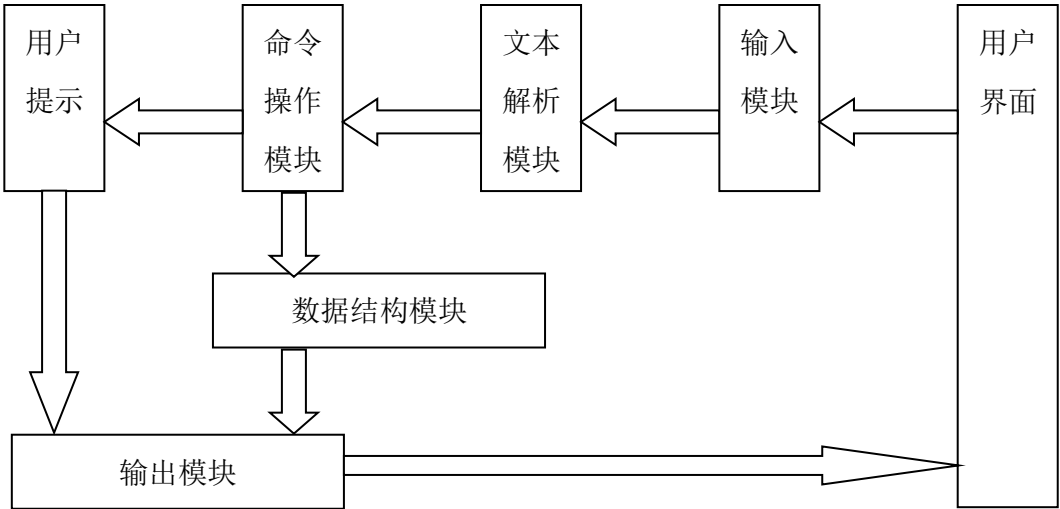 用户
提示
命令
操作
模块
文本
解析
模块
输入
模块
用户
界面
数据结构模块
输出模块